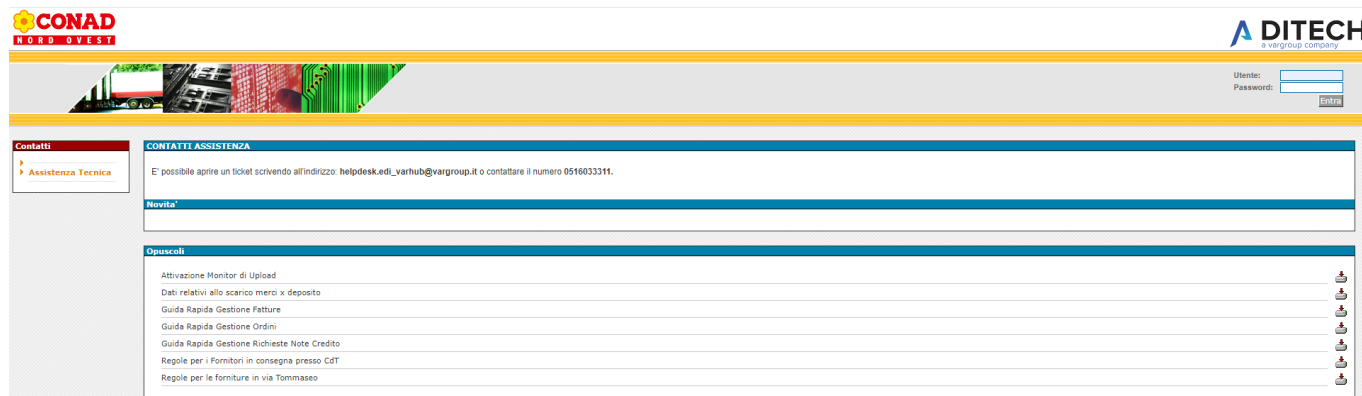 CONAD
NORD OVEST
A DITECH
a vargroup company
Utente:
Password:
Entra
Contatti
Assistenza Tecnica
CONTATTI ASSISTENZA
E' possibile aprire un ticket scrivendo all'indirizzo: helpdesk.edi_varhub@vargroup.it o contattare il numero 0516033311.
Novita'
Opuscoli
Attivazione Monitor di Upload
Dati relativi allo scarico merci x deposito
Guida Rapida Gestione Fatture
Guida Rapida Gestione Ordini
Guida Rapida Gestione Richieste Note Credito
Regole per i Fornitori in consegna presso CdT
Regole per le forniture in via Tommaseo